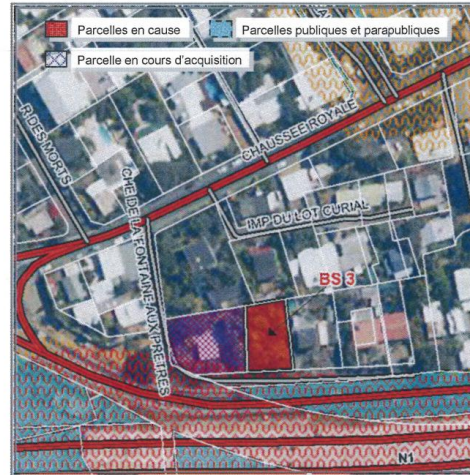 Parcelles en cause
Parcelles publiques et parapubliques
Parcelle en cours d'acquisition
R DES MORTS
CHE DE LA FONTAINE AUX PRETRES
CHAUSSEE ROYALE
IMP DU LOT CURIAL
BS 3
N1